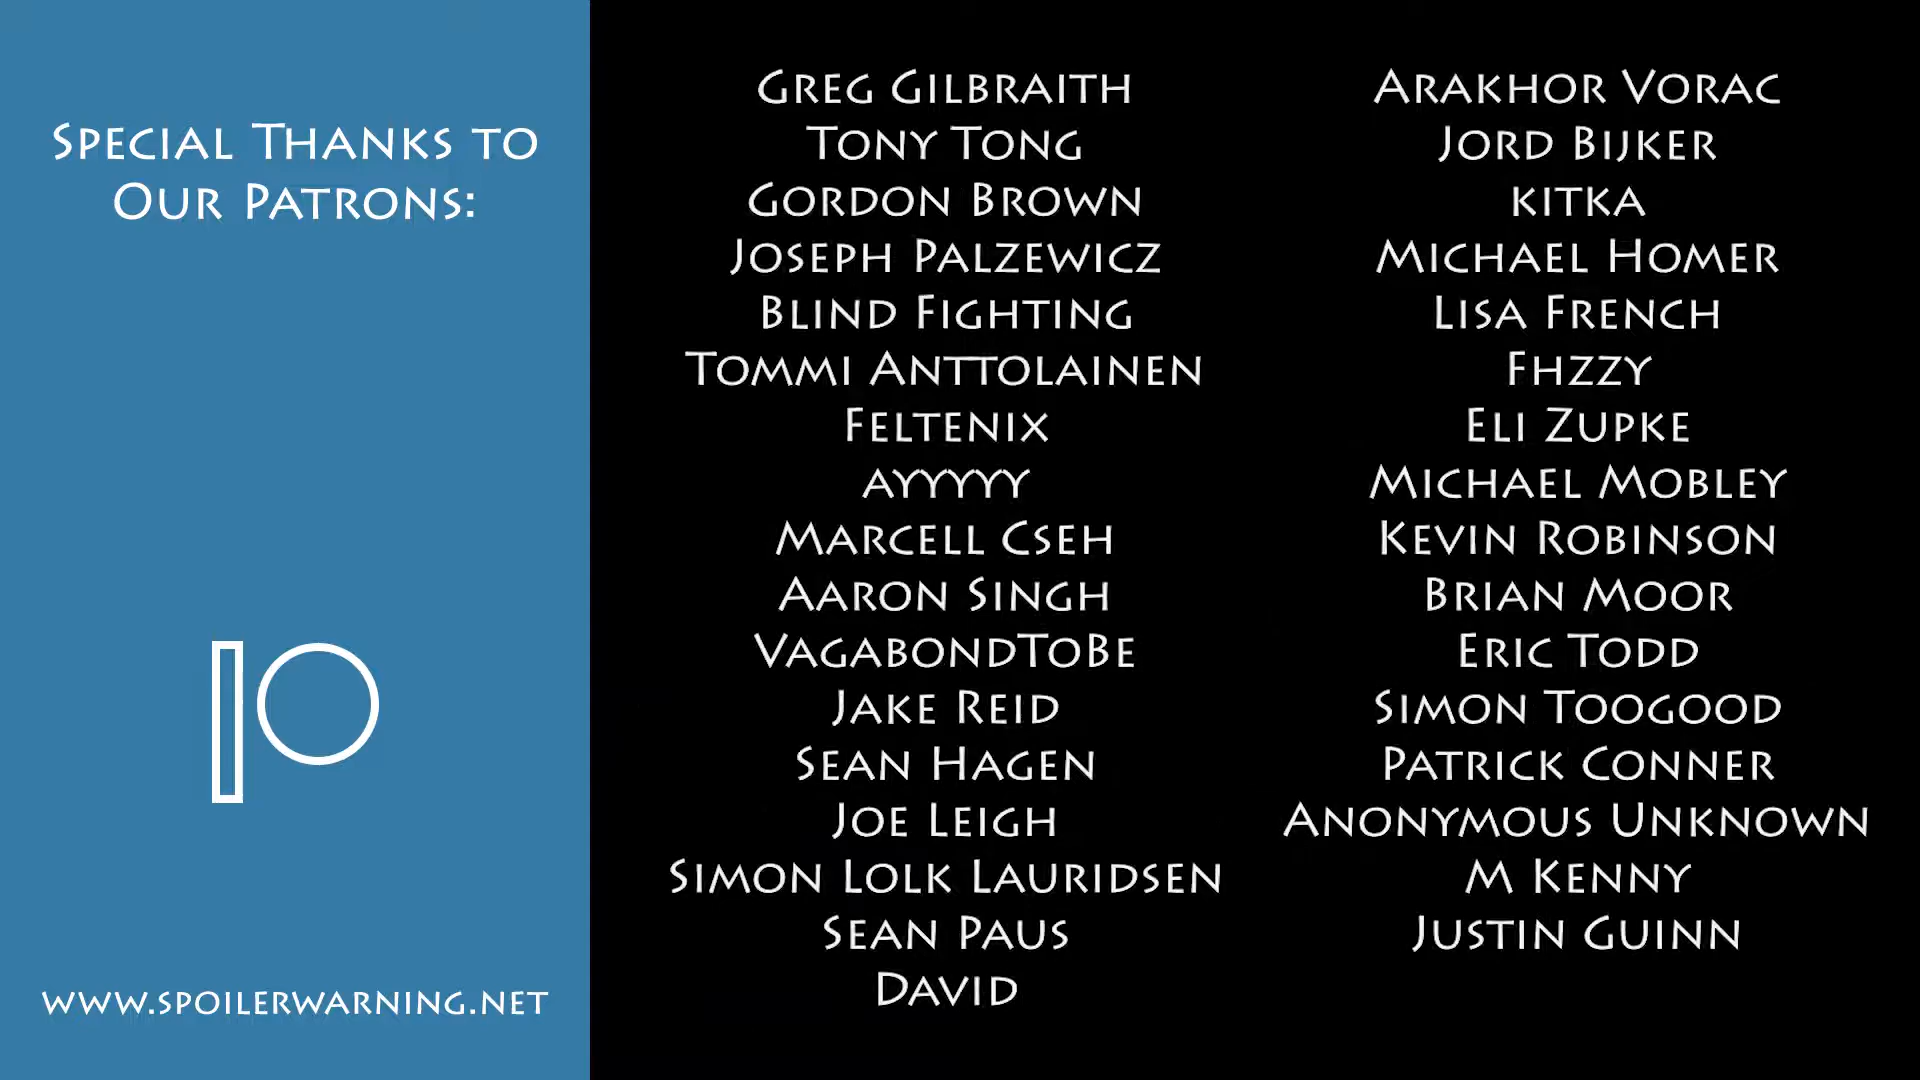 Special Thanks to
Our Patrons:
www.spoilerwarning.net
Greg Gilbraith
Tony Tong
Gordon Brown
Joseph Palzewicz
Blind Fighting
Tommi Anttolainen
Feltenix
ayyyyy
Marcell Cseh
Aaron Singh
VagabondToBe
Jake Reid
Sean Hagen
Joe Leigh
Simon Lolk Lauridsen
Sean Paus
David
Arakhor Vorac
Jord Bijker
kitka
Michael Homer
Lisa French
Fhzzy
Eli Zupke
Michael Mobley
Kevin Robinson
Brian Moor
Eric Todd
Simon Toogood
Patrick Conner
Anonymous Unknown
M Kenny
Justin Guinn